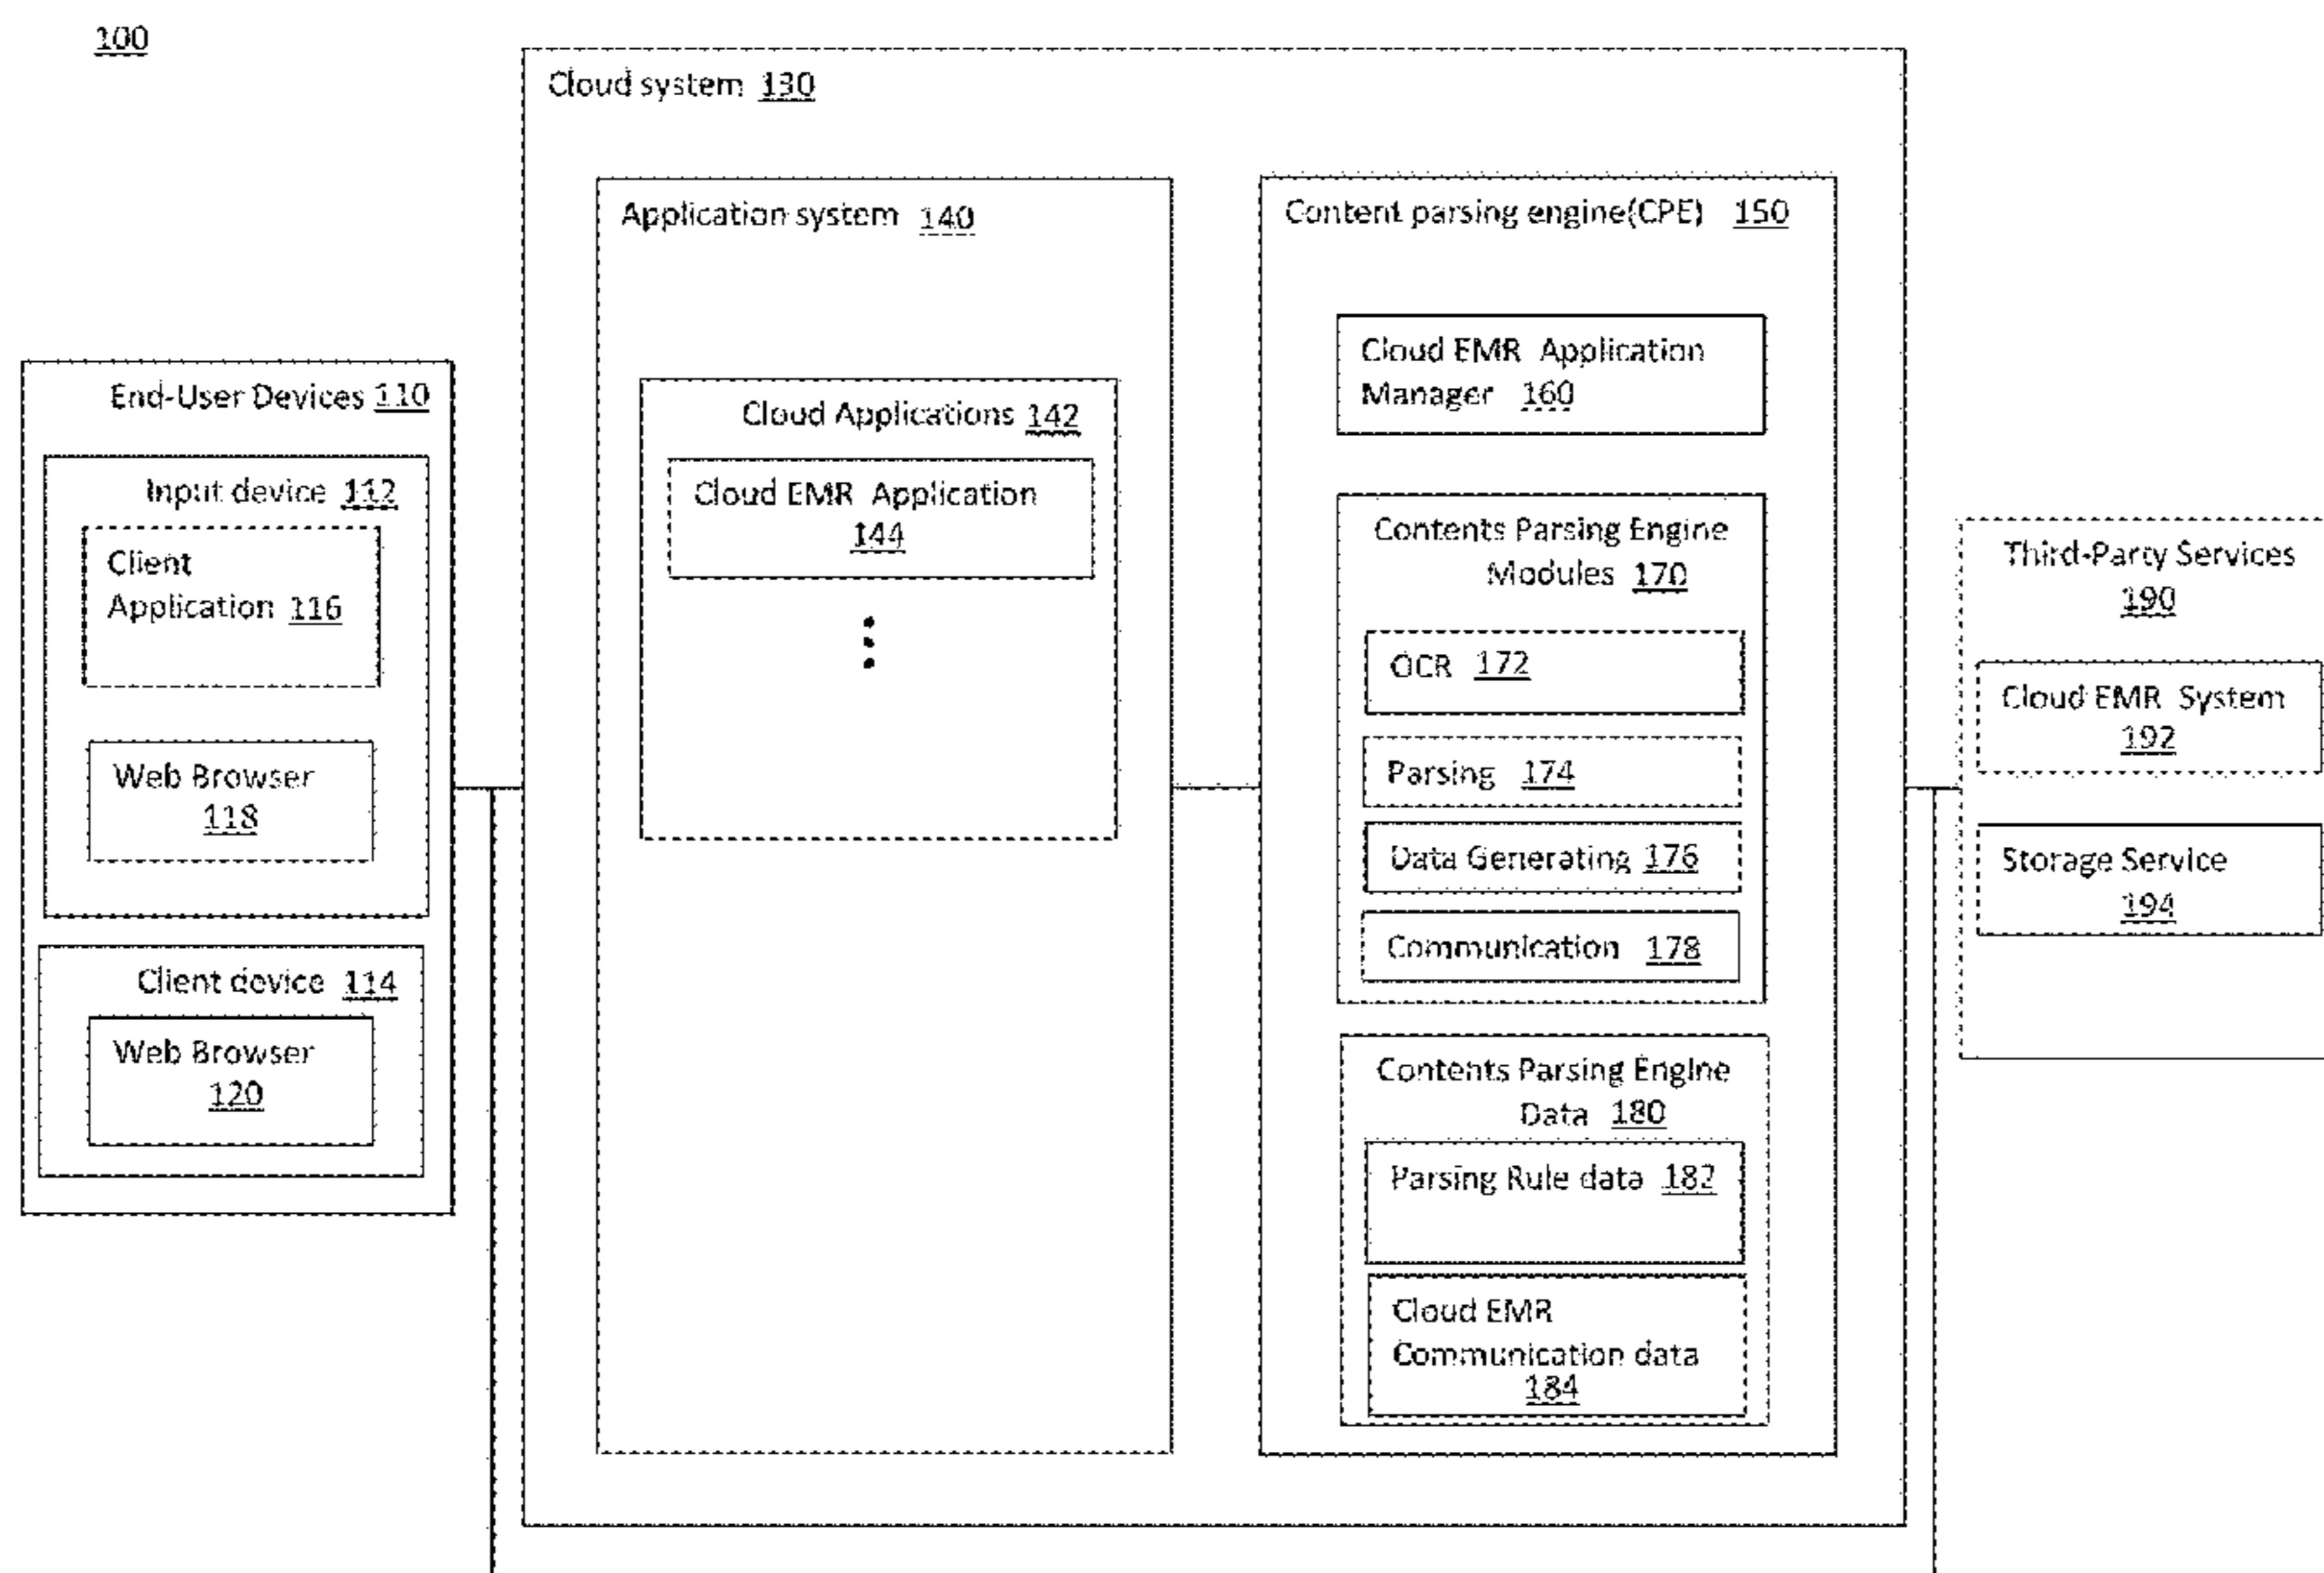 100
Cloud system 130
Application system 140
Content parsing engine(CPE) 150
Cloud EMR Application
Manager 160
End-User Devices 110
Cloud Applications 142
Input device 112
Cloud EMR Application
144
Client
Application 116
Contents Parsing Engine
Modules 170
Third-Party Services
190
OCR 172
Cloud EMR System
192
Web Browser
118
Parsing 174
Data Generating 176
Storage Service
194
Communication 178
Client device 114
Web Browser
120
Contents Parsing Engine
Data 180
Parsing Rule data 182
Cloud EMR
Communication data
184